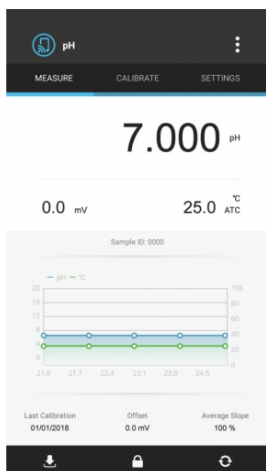 pH
MEASURE CALIBRATE SETTINGS
7.000 pH
0.0 mV 25.0 °C ATC
Sample ID: 0000
pH °C
20 100
16 80
12 60
8 40
4 20
0 0
21.0 21.7 22.4 23.1 23.8 24.5
Last Calibration Offset Average Slope
01/01/2018 0.0 mV 100 %